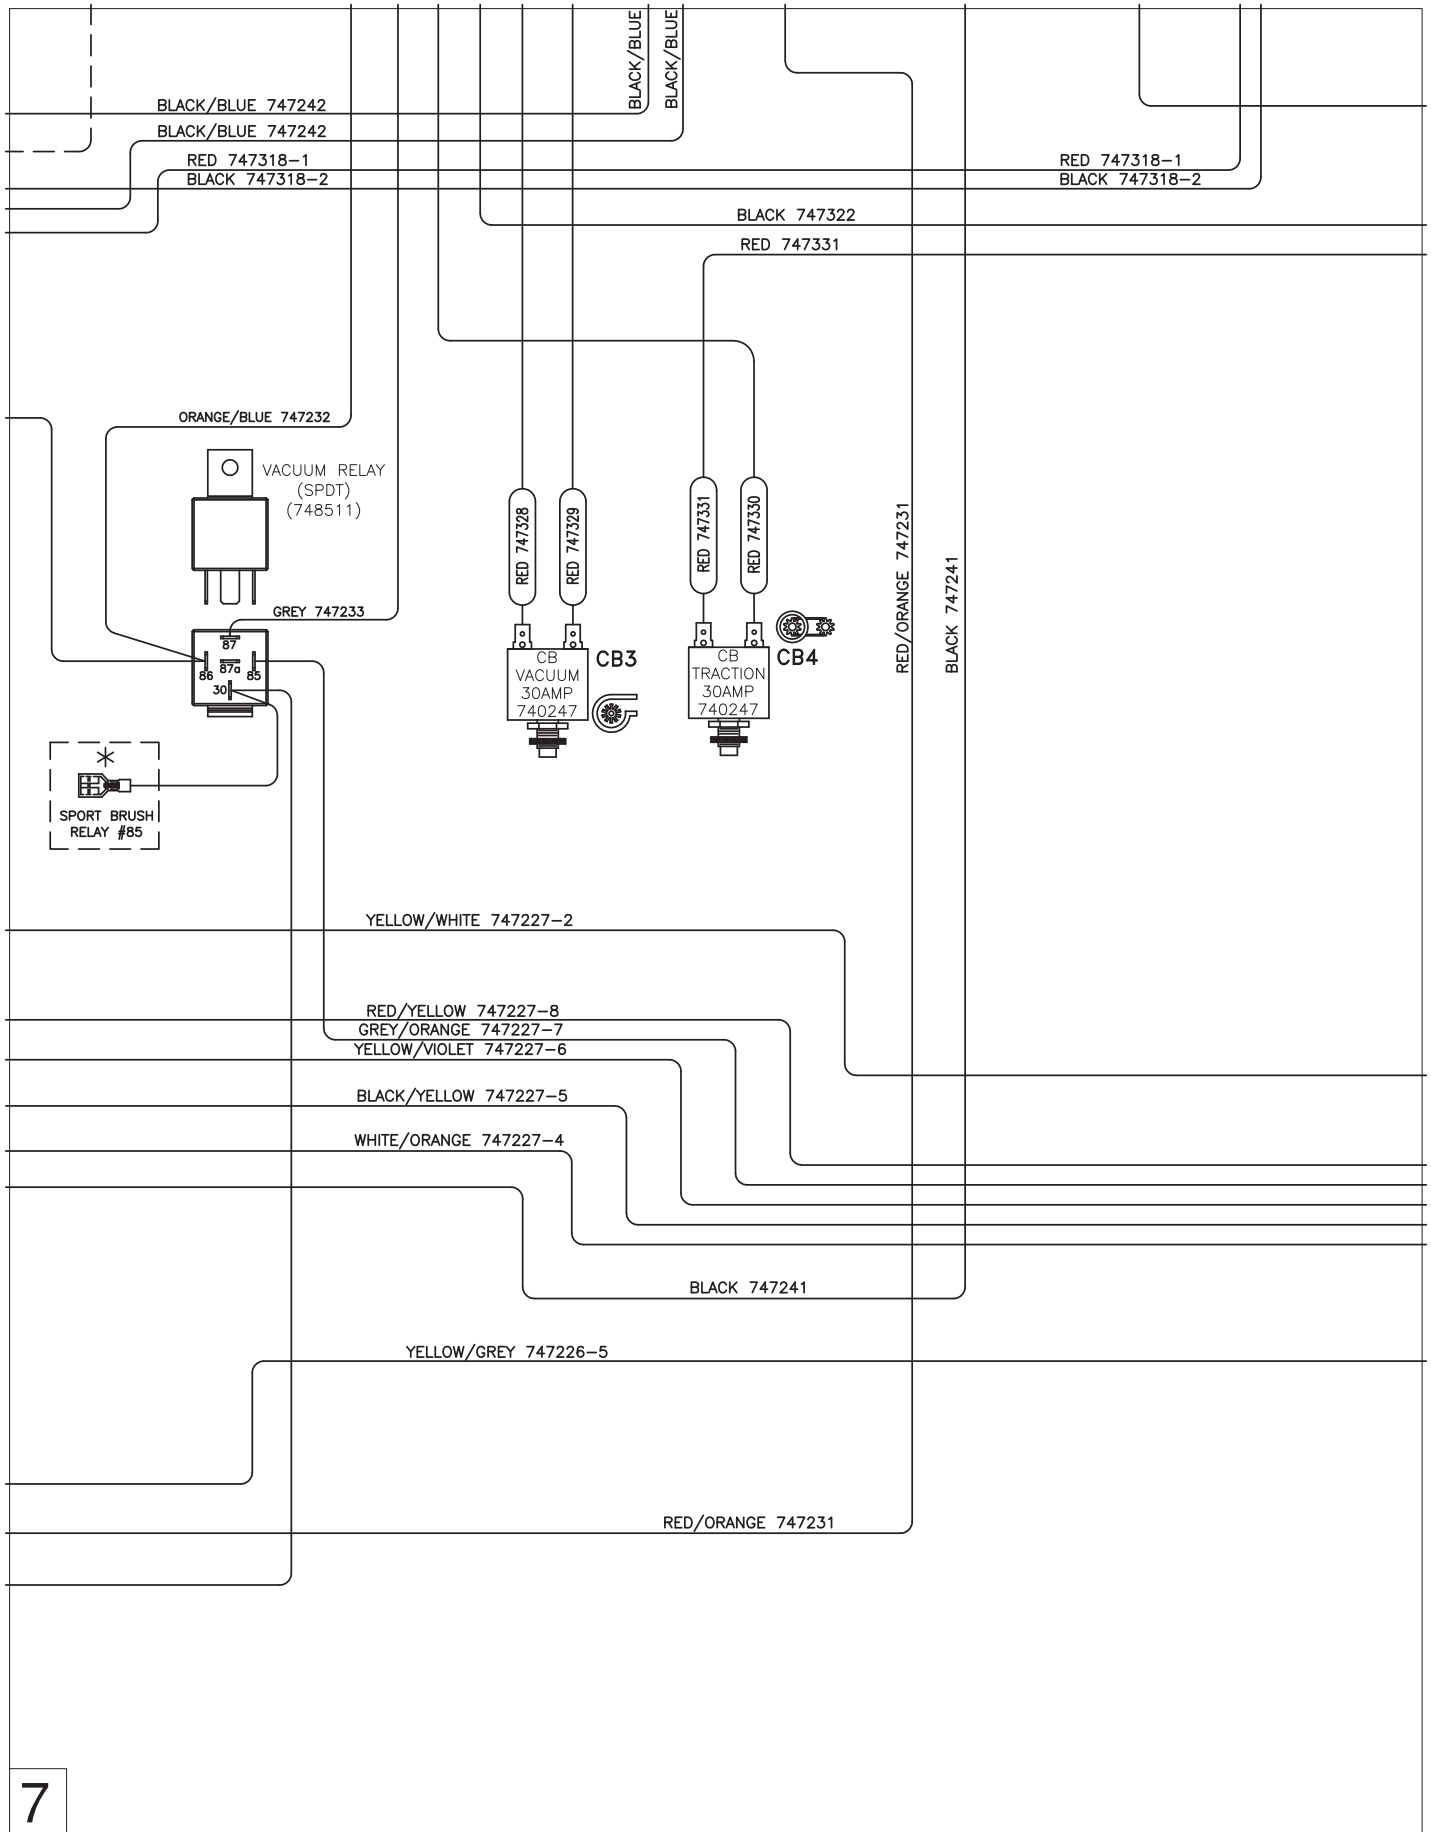 BLACK/BLUE
BLACK/BLUE
BLACK/BLUE 747242
BLACK/BLUE 747242
RED 747318-1
RED 747318-1
BLACK 747318-2
BLACK 747318-2
BLACK 747322
RED 747331
ORANGE/BLUE 747232
VACUUM RELAY
(SPDT)
(748511)
RED 747328
RED 747329
RED 747331
RED 747330
RED/ORANGE 747231
BLACK 747241
GREY 747233
87
87a
86
85
30
CB
VACUUM
30AMP
740247
CB3
CB
TRACTION
30AMP
740247
CB4
*
SPORT BRUSH
RELAY #85
YELLOW/WHITE 747227-2
RED/YELLOW 747227-8
GREY/ORANGE 747227-7
YELLOW/VIOLET 747227-6
BLACK/YELLOW 747227-5
WHITE/ORANGE 747227-4
BLACK 747241
YELLOW/GREY 747226-5
RED/ORANGE 747231
7